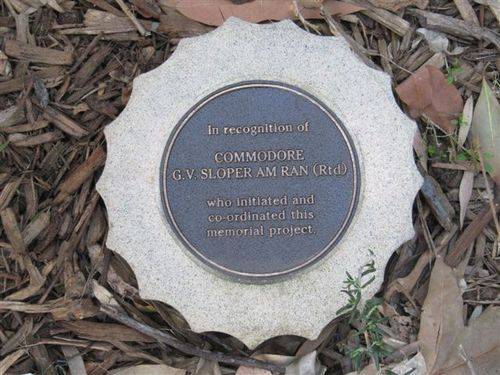 In recognition of
COMMODORE
G.V. SLOPER AM RAN (Rtd)
who initiated and
co-ordinated this
memorial project.